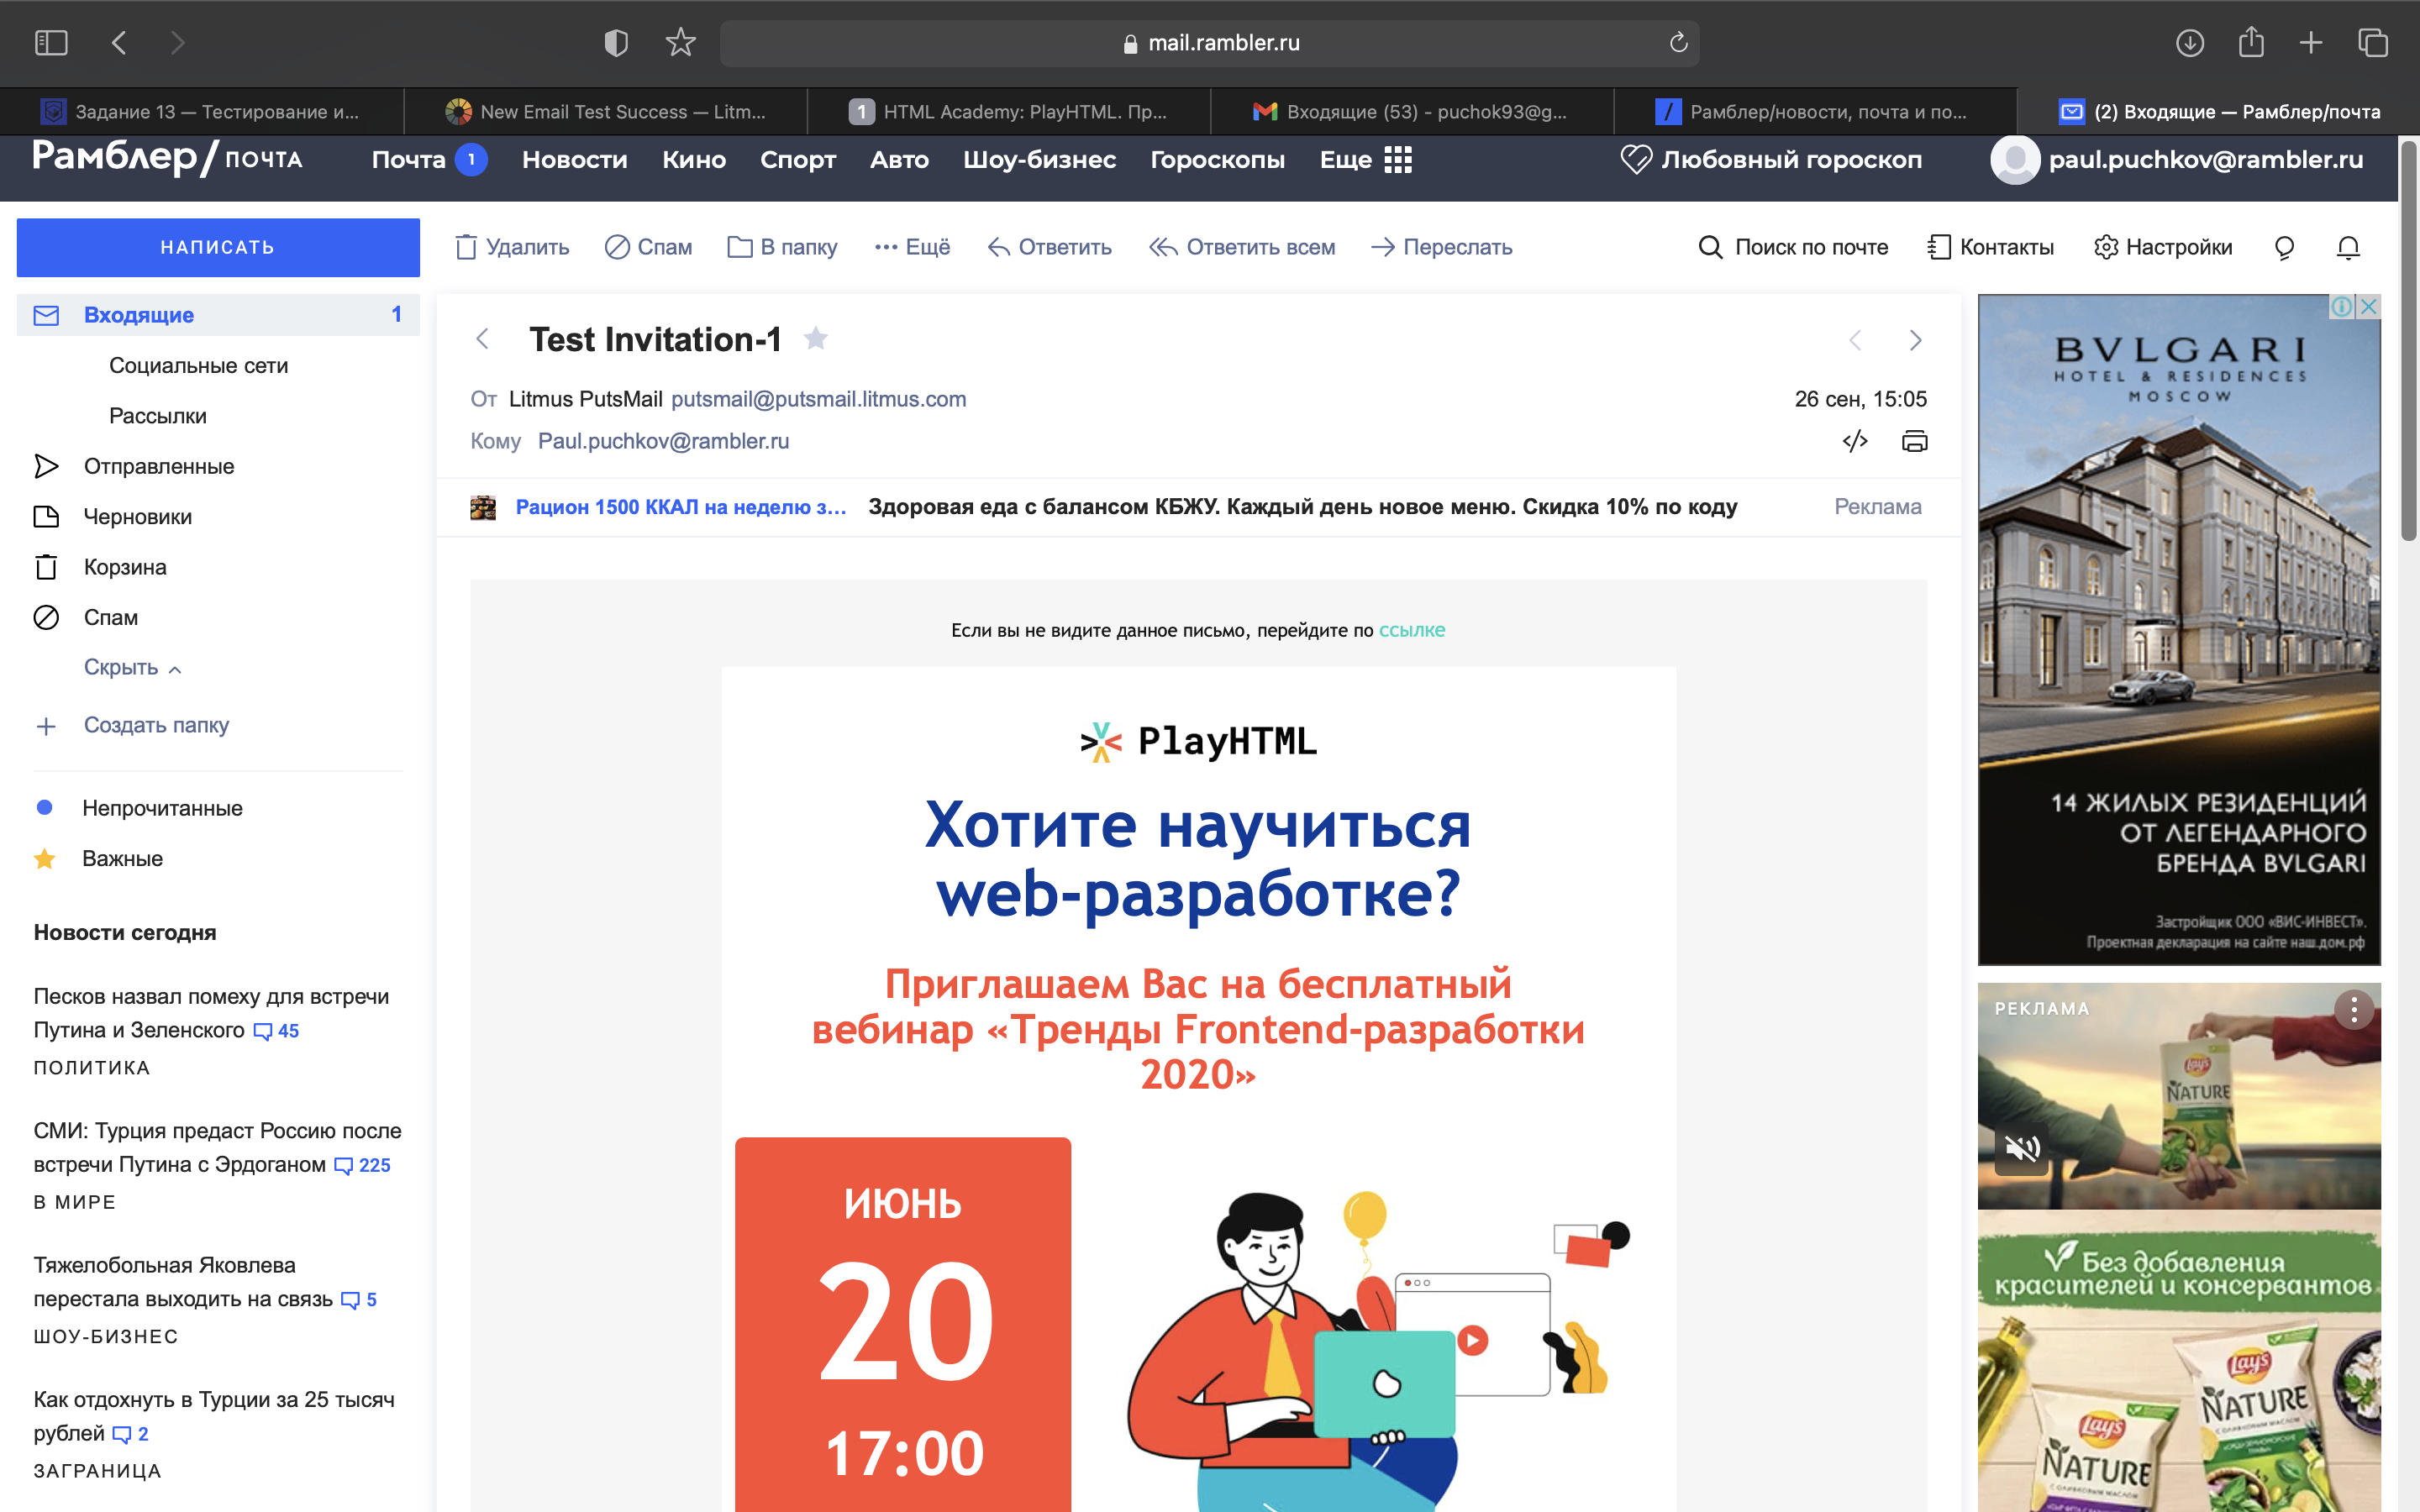 mail.rambler.ru
Задание 13 — Тестирование и...
New Email Test Success — Litm...
1 HTML Academy: PlayHTML. Пр...
Входящие (53) - puchok93@g...
Рамблер/новости, почта и по...
(2) Входящие — Рамблер/почта
Рамблер/ почта
Почта 1
Новости
Кино
Спорт
Авто
Шоу-бизнес
Гороскопы
Еще
Любовный гороскоп
paul.puchkov@rambler.ru
НАПИСАТЬ
Удалить
Спам
В папку
Ещё
Ответить
Ответить всем
Переслать
Поиск по почте
Контакты
Настройки
Входящие 1
Социальные сети
Рассылки
Отправленные
Черновики
Корзина
Спам
Скрыть
Создать папку
Непрочитанные
Важные
Новости сегодня
Песков назвал помеху для встречи
Путина и Зеленского 45
ПОЛИТИКА
СМИ: Турция предаст Россию после
встречи Путина с Эрдоганом 225
В МИРЕ
Тяжелобольная Яковлева
перестала выходить на связь 5
ШОУ-БИЗНЕС
Как отдохнуть в Турции за 25 тысяч
рублей 2
ЗАГРАНИЦА
Test Invitation-1
От Litmus PutsMail putsmail@putsmail.litmus.com
26 сен, 15:05
Кому Paul.puchkov@rambler.ru
Рацион 1500 ККАЛ на неделю з... Здоровая еда с балансом КБЖУ. Каждый день новое меню. Скидка 10% по коду Реклама
Если вы не видите данное письмо, перейдите по ссылке
PlayHTML
Хотите научиться
web-разработке?
Приглашаем Вас на бесплатный
вебинар «Тренды Frontend-разработки
2020»
ИЮНЬ
20
17:00
BVLGARI
HOTEL & RESIDENCES
MOSCOW
14 ЖИЛЫХ РЕЗИДЕНЦИЙ
ОТ ЛЕГЕНДАРНОГО
БРЕНДА BVLGARI
Застройщик ООО «ВИС-ИНВЕСТ».
Проектная декларация на сайте наш.дом.рф
РЕКЛАМА
Lay's
NATURE
Без добавления
красителей и консервантов
Lay's
NATURE
Lay's
NATURE